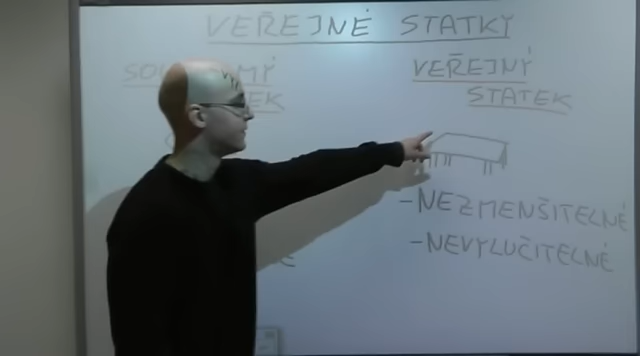 VEŘEJNÉ STATKY
VEŘEJNÝ
STATEK
-NEZMENŠITELNÉ
-NEVYLUČITELNÉ